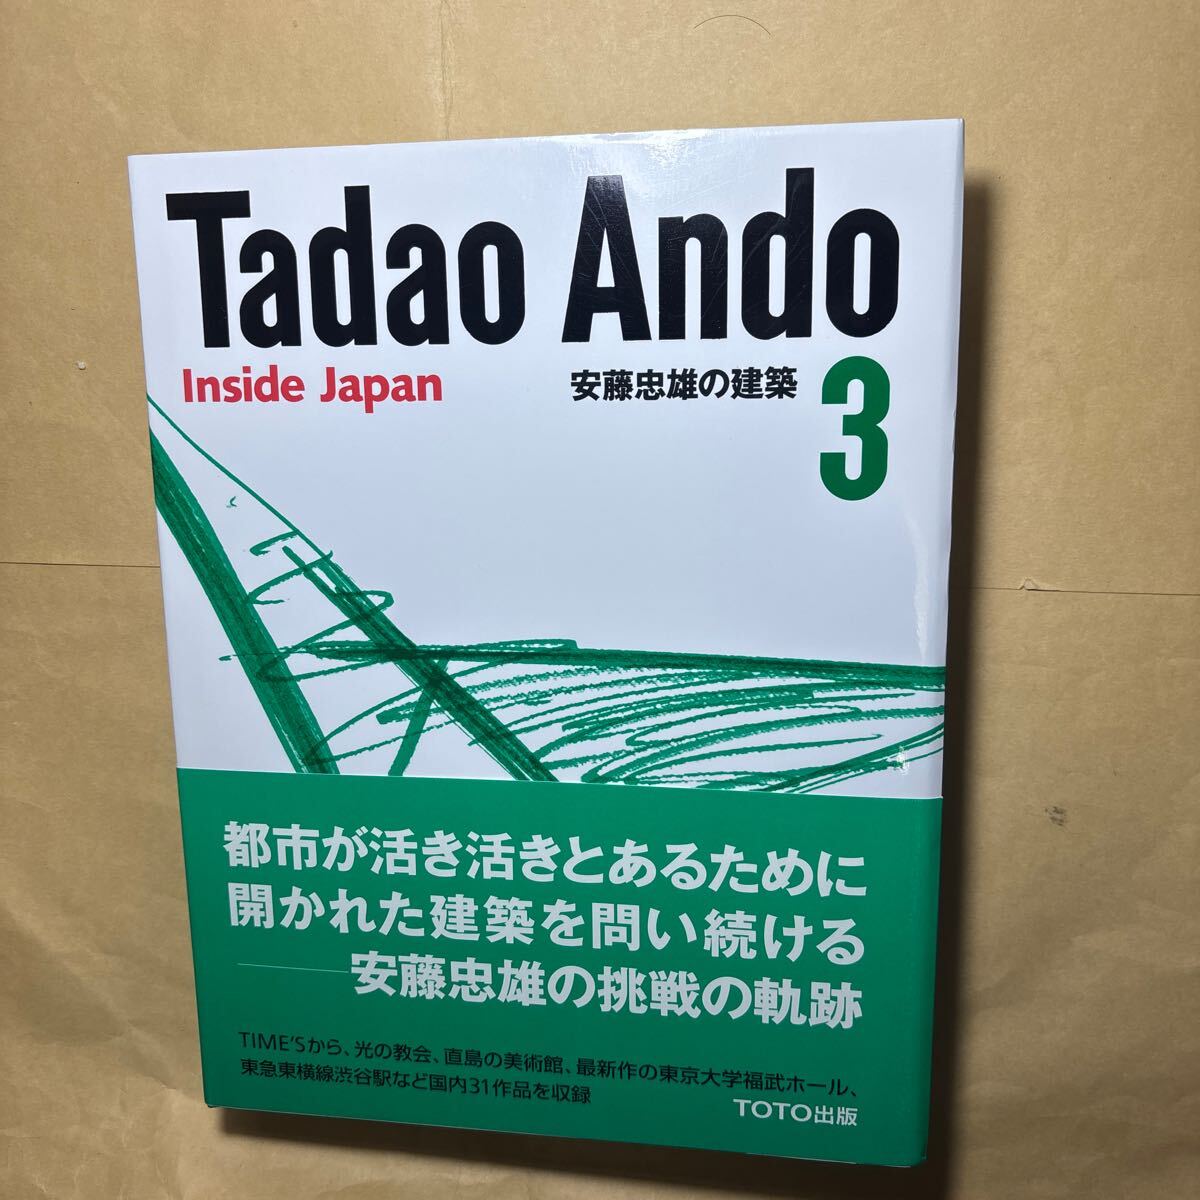 Tadao Ando
Inside Japan
安藤忠雄の建築 3
都市が活き活きとあるために
開かれた建築を問い続ける
——安藤忠雄の挑戦の軌跡
TIME'Sから、光の教会、直島の美術館、最新作の東京大学福武ホール、
東急東横線渋谷駅など国内31作品を収録
TOTO出版